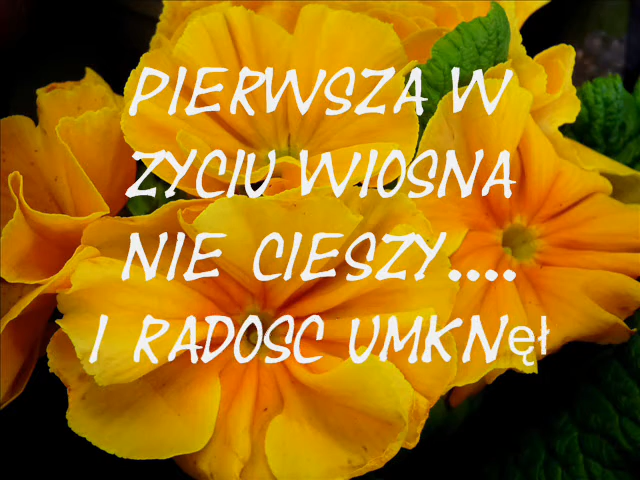 PIERWSZA W
ZYCIU WIOSNA
NIE CIESZY....
I RADOSC UMKNęł